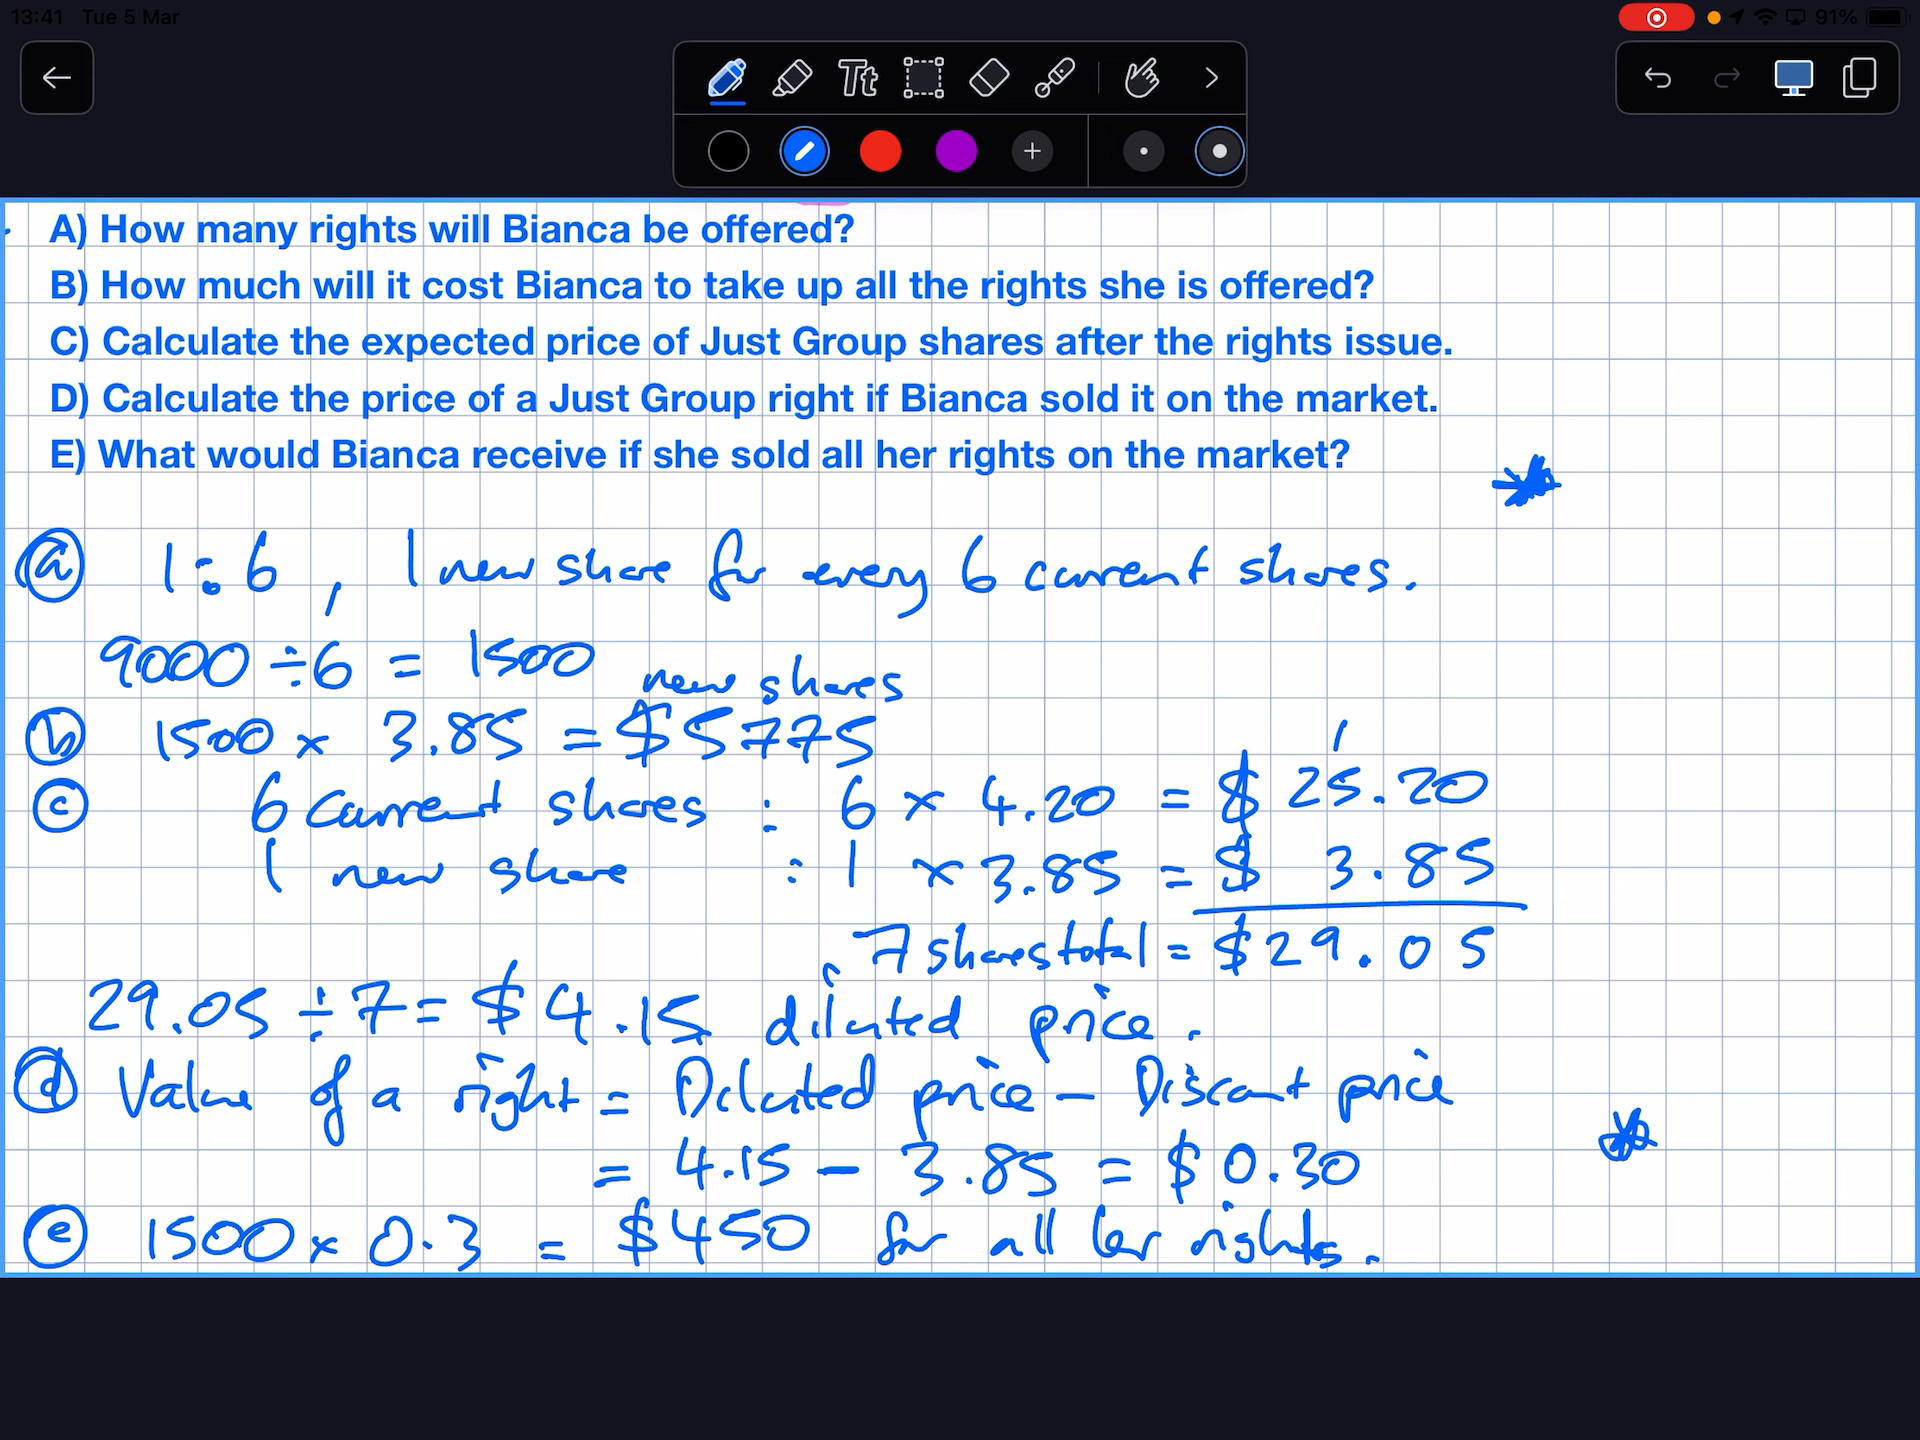 13:41 Tue 5 Mar
91%
Tt
A) How many rights will Bianca be offered?
B) How much will it cost Bianca to take up all the rights she is offered?
C) Calculate the expected price of Just Group shares after the rights issue.
D) Calculate the price of a Just Group right if Bianca sold it on the market.
E) What would Bianca receive if she sold all her rights on the market?
a 1:6, 1 new share for every 6 current shares.
9000 ÷ 6 = 1500 new shares
b 1500 × 3.85 = $5775
c 6 current shares : 6 × 4.20 = $ 25.20
1 new share : 1 × 3.85 = $ 3.85
7 shares total = $29.05
29.05 ÷ 7 = $4.15 diluted price.
d Value of a right = Diluted price – Discount price
= 4.15 – 3.85 = $0.30
e 1500 × 0.3 = $450 for all her rights.